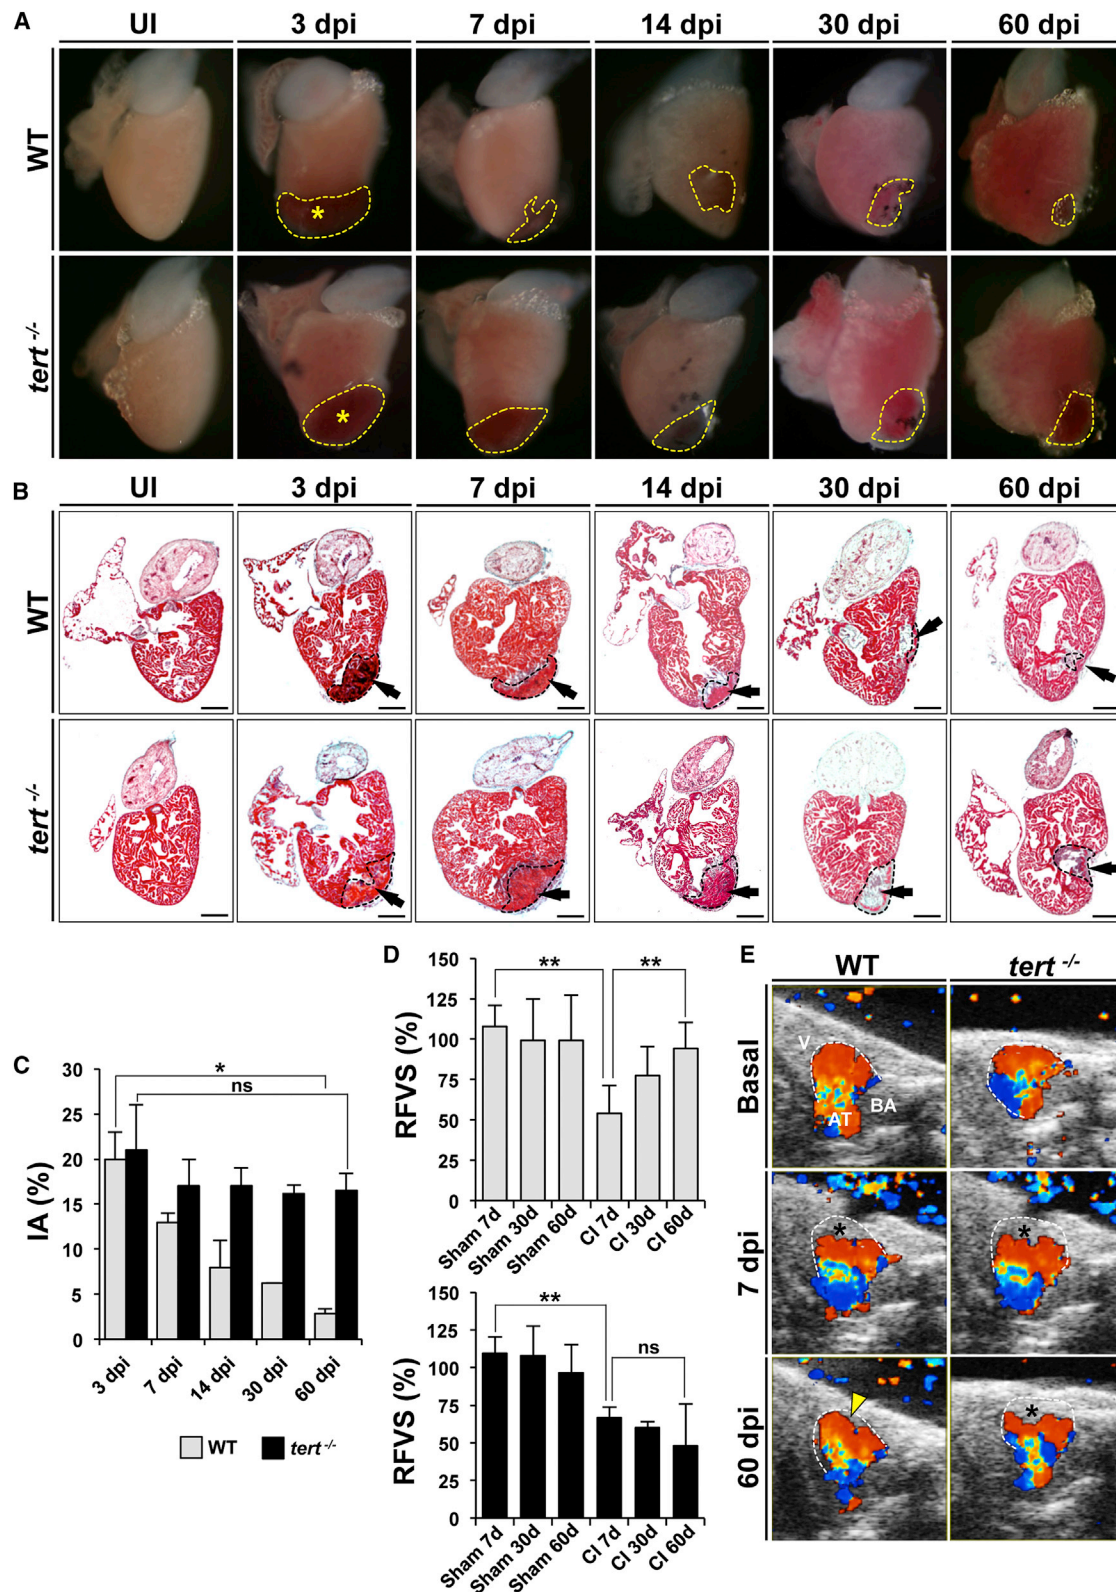 A
UI 3 dpi 7 dpi 14 dpi 30 dpi 60 dpi
WT
*
tert -/-
*
B
UI 3 dpi 7 dpi 14 dpi 30 dpi 60 dpi
WT
tert -/-
C
IA (%)
30
25
20
15
10
5
0
*
ns
3 dpi 7 dpi 14 dpi 30 dpi 60 dpi
WT tert -/-
D
RFVS (%)
150
125
100
75
50
25
0
** **
Sham 7d Sham 30d Sham 60d CI 7d CI 30d CI 60d
RFVS (%)
150
125
100
75
50
25
0
** ns
Sham 7d Sham 30d Sham 60d CI 7d CI 30d CI 60d
E
WT tert -/-
Basal
V
AT
BA
7 dpi
* *
60 dpi
*